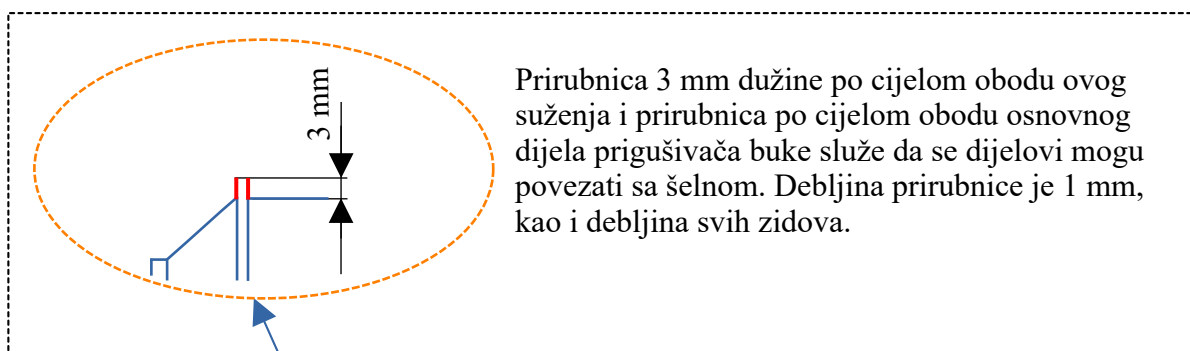 3 mm
Prirubnica 3 mm dužine po cijelom obodu ovog
suženja i prirubnica po cijelom obodu osnovnog
dijela prigušivača buke služe da se dijelovi mogu
povezati sa šelnom. Debljina prirubnice je 1 mm,
kao i debljina svih zidova.